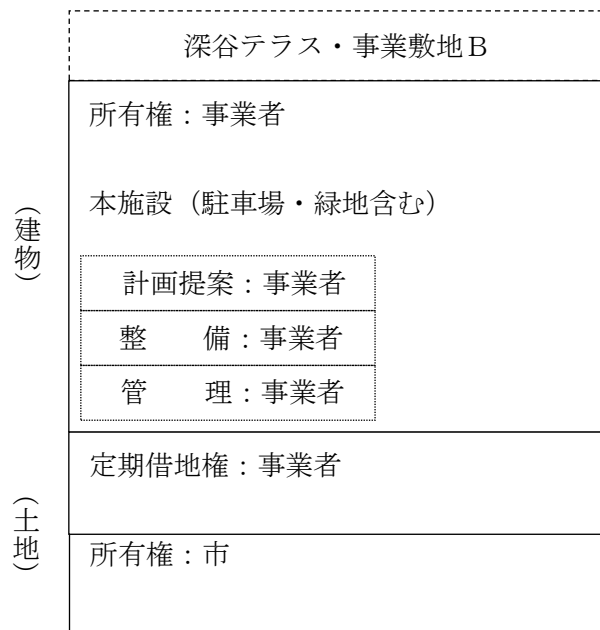 深谷テラス・事業敷地Ｂ
（建物）
所有権：事業者
本施設（駐車場・緑地含む）
計画提案：事業者
整　　備：事業者
管　　理：事業者
（土地）
定期借地権：事業者
所有権：市